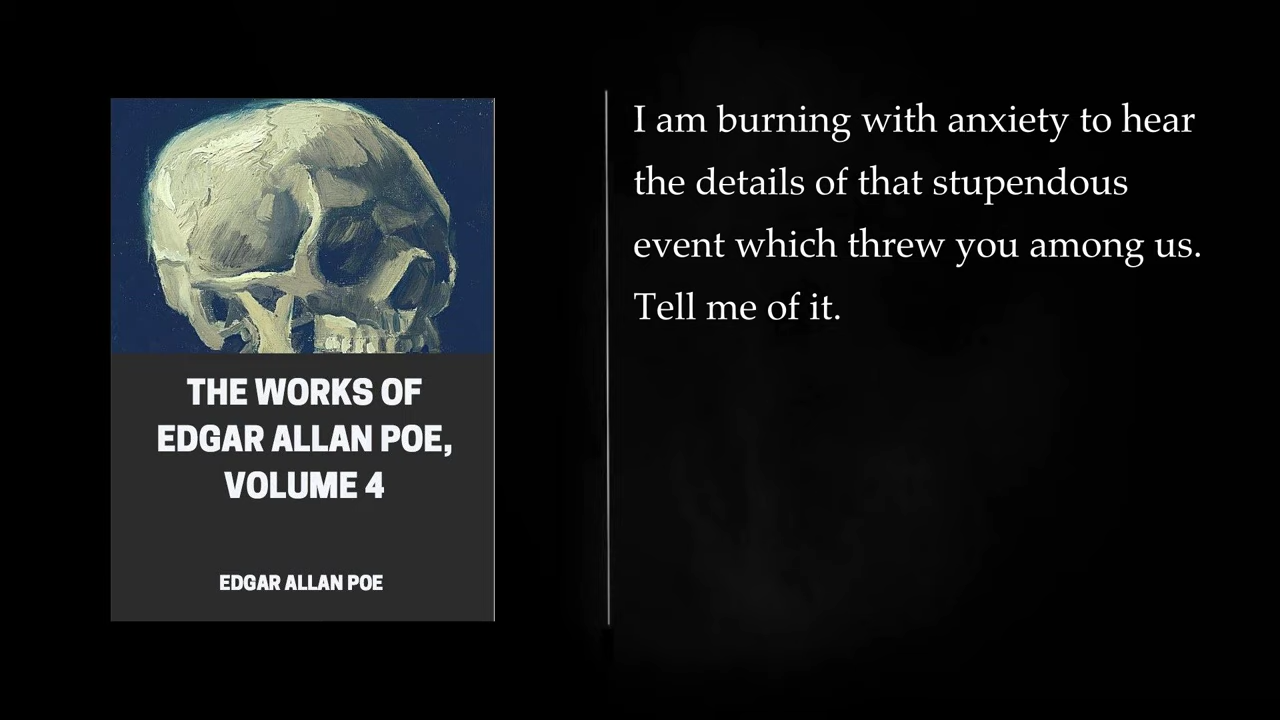 THE WORKS OF
EDGAR ALLAN POE,
VOLUME 4
EDGAR ALLAN POE
I am burning with anxiety to hear
the details of that stupendous
event which threw you among us.
Tell me of it.